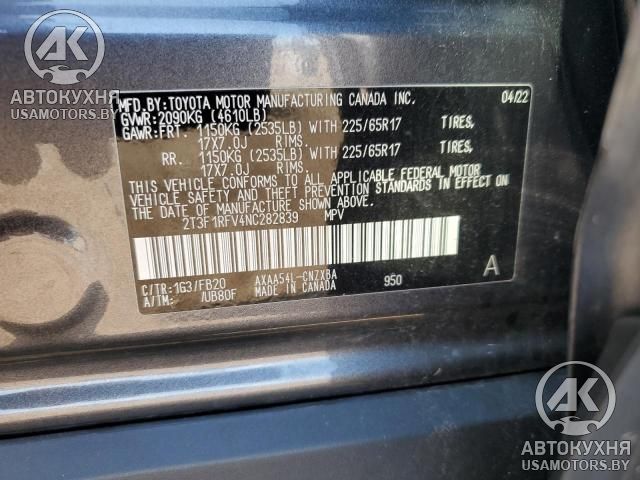 AK
АВТОКУХНЯ
USAMOTORS.BY
MFD.BY:TOYOTA MOTOR MANUFACTURING CANADA INC. 04/22
GVWR:2090KG (4610LB)
GAWR:FRT. 1150KG (2535LB) WITH 225/65R17 TIRES,
17X7.0J RIMS.
RR. 1150KG (2535LB) WITH 225/65R17 TIRES,
17X7.0J RIMS.
THIS VEHICLE CONFORMS TO ALL APPLICABLE FEDERAL MOTOR
VEHICLE SAFETY AND THEFT PREVENTION STANDARDS IN EFFECT ON
THE DATE OF MANUFACTURE SHOWN ABOVE.
2T3F1RFV4NC282839 MPV
C/TR:1G3/FB20 AXAA54L-CNZXBA 950 A
A/TM: /UB80F MADE IN CANADA
AK
АВТОКУХНЯ
USAMOTORS.BY